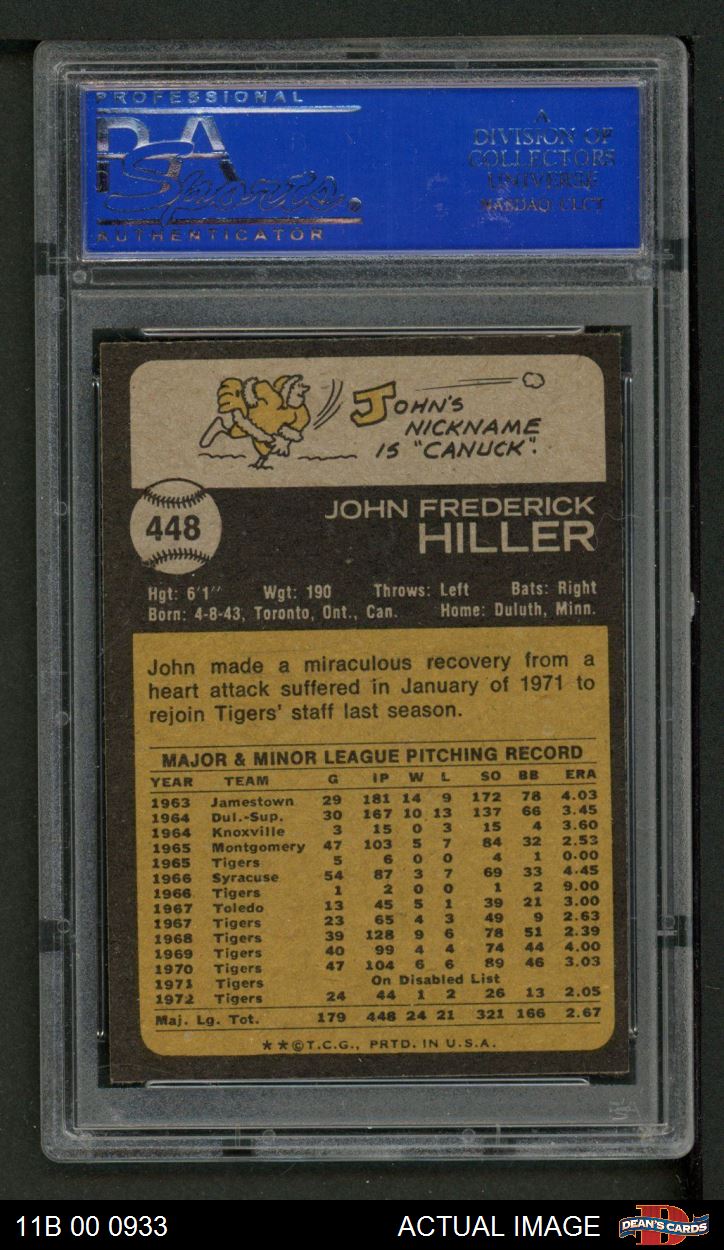 PROFESSIONAL
PSA
Sports.
AUTHENTICATOR
A
DIVISION OF
COLLECTORS
UNIVERSE
NASDAQ CLCT
JOHN'S
NICKNAME
IS "CANUCK".
448
JOHN FREDERICK
HILLER
Hgt: 6'1" Wgt: 190 Throws: Left Bats: Right
Born: 4-8-43, Toronto, Ont., Can. Home: Duluth, Minn.
John made a miraculous recovery from a
heart attack suffered in January of 1971 to
rejoin Tigers' staff last season.
MAJOR & MINOR LEAGUE PITCHING RECORD
YEAR TEAM G IP W L SO BB ERA
1963 Jamestown 29 181 14 9 172 78 4.03
1964 Dul.-Sup. 30 167 10 13 137 66 3.45
1964 Knoxville 3 15 0 3 15 4 3.60
1965 Montgomery 47 103 5 7 84 32 2.53
1965 Tigers 5 6 0 0 4 1 0.00
1966 Syracuse 54 87 3 7 69 33 4.45
1966 Tigers 1 2 0 0 1 2 9.00
1967 Toledo 13 45 5 1 39 21 3.00
1967 Tigers 23 65 4 3 49 9 2.63
1968 Tigers 39 128 9 6 78 51 2.39
1969 Tigers 40 99 4 4 74 44 4.00
1970 Tigers 47 104 6 6 89 46 3.03
1971 Tigers On Disabled List
1972 Tigers 24 44 1 2 26 13 2.05
Maj. Lg. Tot. 179 448 24 21 321 166 2.67
★★©T.C.G., PRTD. IN U.S.A.
11B 00 0933 ACTUAL IMAGE
D
DEAN'S CARDS